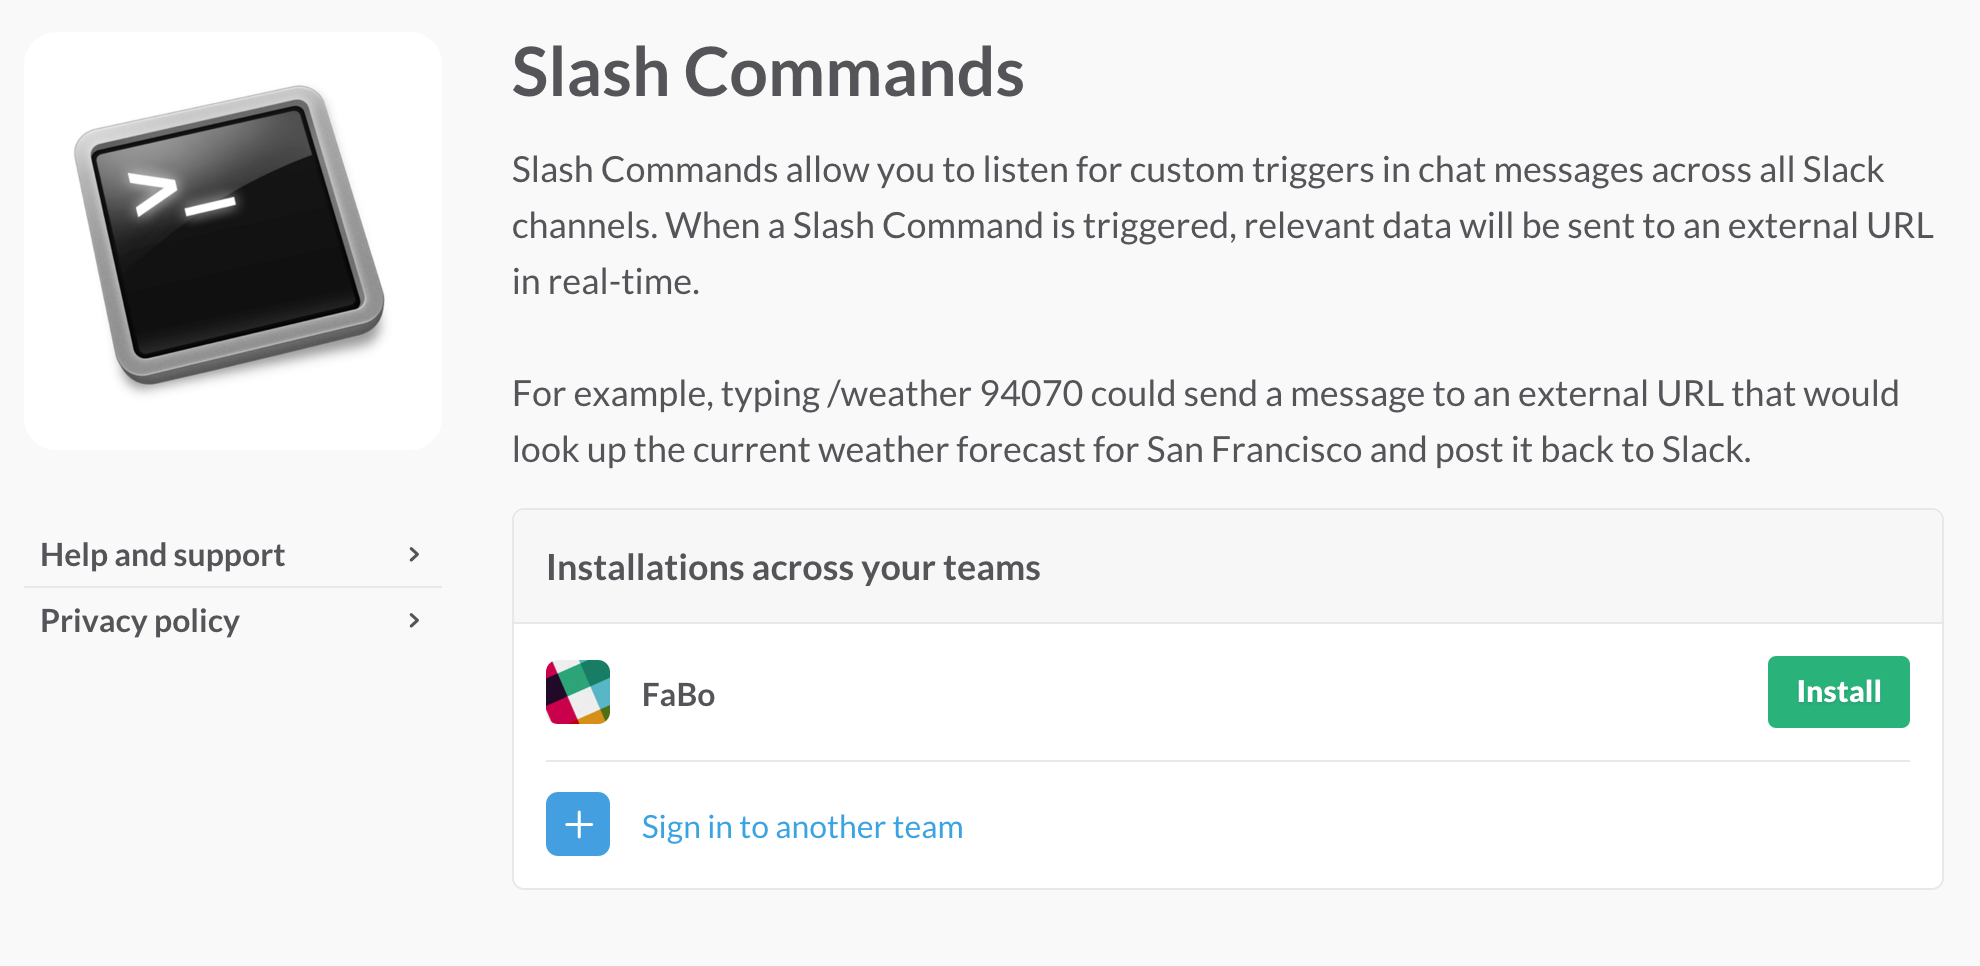 >_
Slash Commands
Slash Commands allow you to listen for custom triggers in chat messages across all Slack
channels. When a Slash Command is triggered, relevant data will be sent to an external URL
in real-time.
For example, typing /weather 94070 could send a message to an external URL that would
look up the current weather forecast for San Francisco and post it back to Slack.
Help and support
Privacy policy
Installations across your teams
FaBo
Install
Sign in to another team